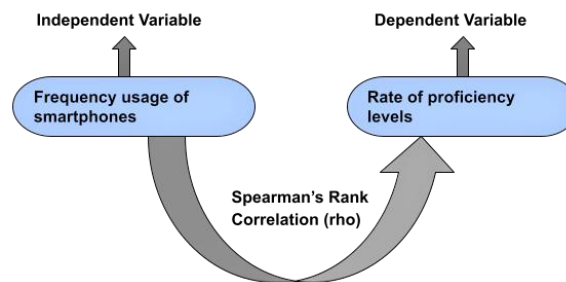 Independent Variable
Dependent Variable
Frequency usage of
smartphones
Rate of proficiency
levels
Spearman's Rank
Correlation (rho)